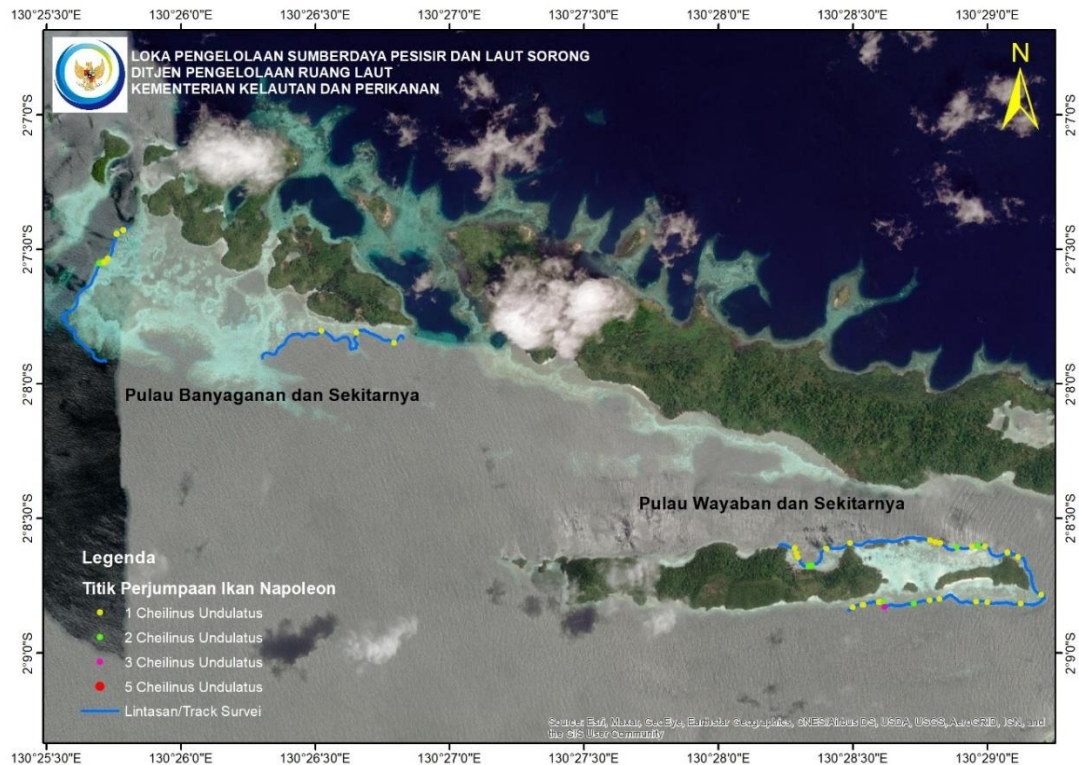 130°25'30"E 130°26'0"E 130°26'30"E 130°27'0"E 130°27'30"E 130°28'0"E 130°28'30"E 130°29'0"E
LOKA PENGELOLAAN SUMBERDAYA PESISIR DAN LAUT SORONG
DITJEN PENGELOLAAN RUANG LAUT
KEMENTERIAN KELAUTAN DAN PERIKANAN
N
2°7'0"S 2°7'0"S
2°7'30"S 2°7'30"S
2°8'0"S 2°8'0"S
Pulau Banyaganan dan Sekitarnya
Pulau Wayaban dan Sekitarnya
2°8'30"S 2°8'30"S
Legenda
Titik Perjumpaan Ikan Napoleon
1 Cheilinus Undulatus
2 Cheilinus Undulatus
2°9'0"S 2°9'0"S
3 Cheilinus Undulatus
5 Cheilinus Undulatus
Lintasan/Track Survei
Source: Esri, Maxar, GeoEye, Earthstar Geographics, CNES/Airbus DS, USDA, USGS, AeroGRID, IGN, and
the GIS User Community
130°25'30"E 130°26'0"E 130°26'30"E 130°27'0"E 130°27'30"E 130°28'0"E 130°28'30"E 130°29'0"E